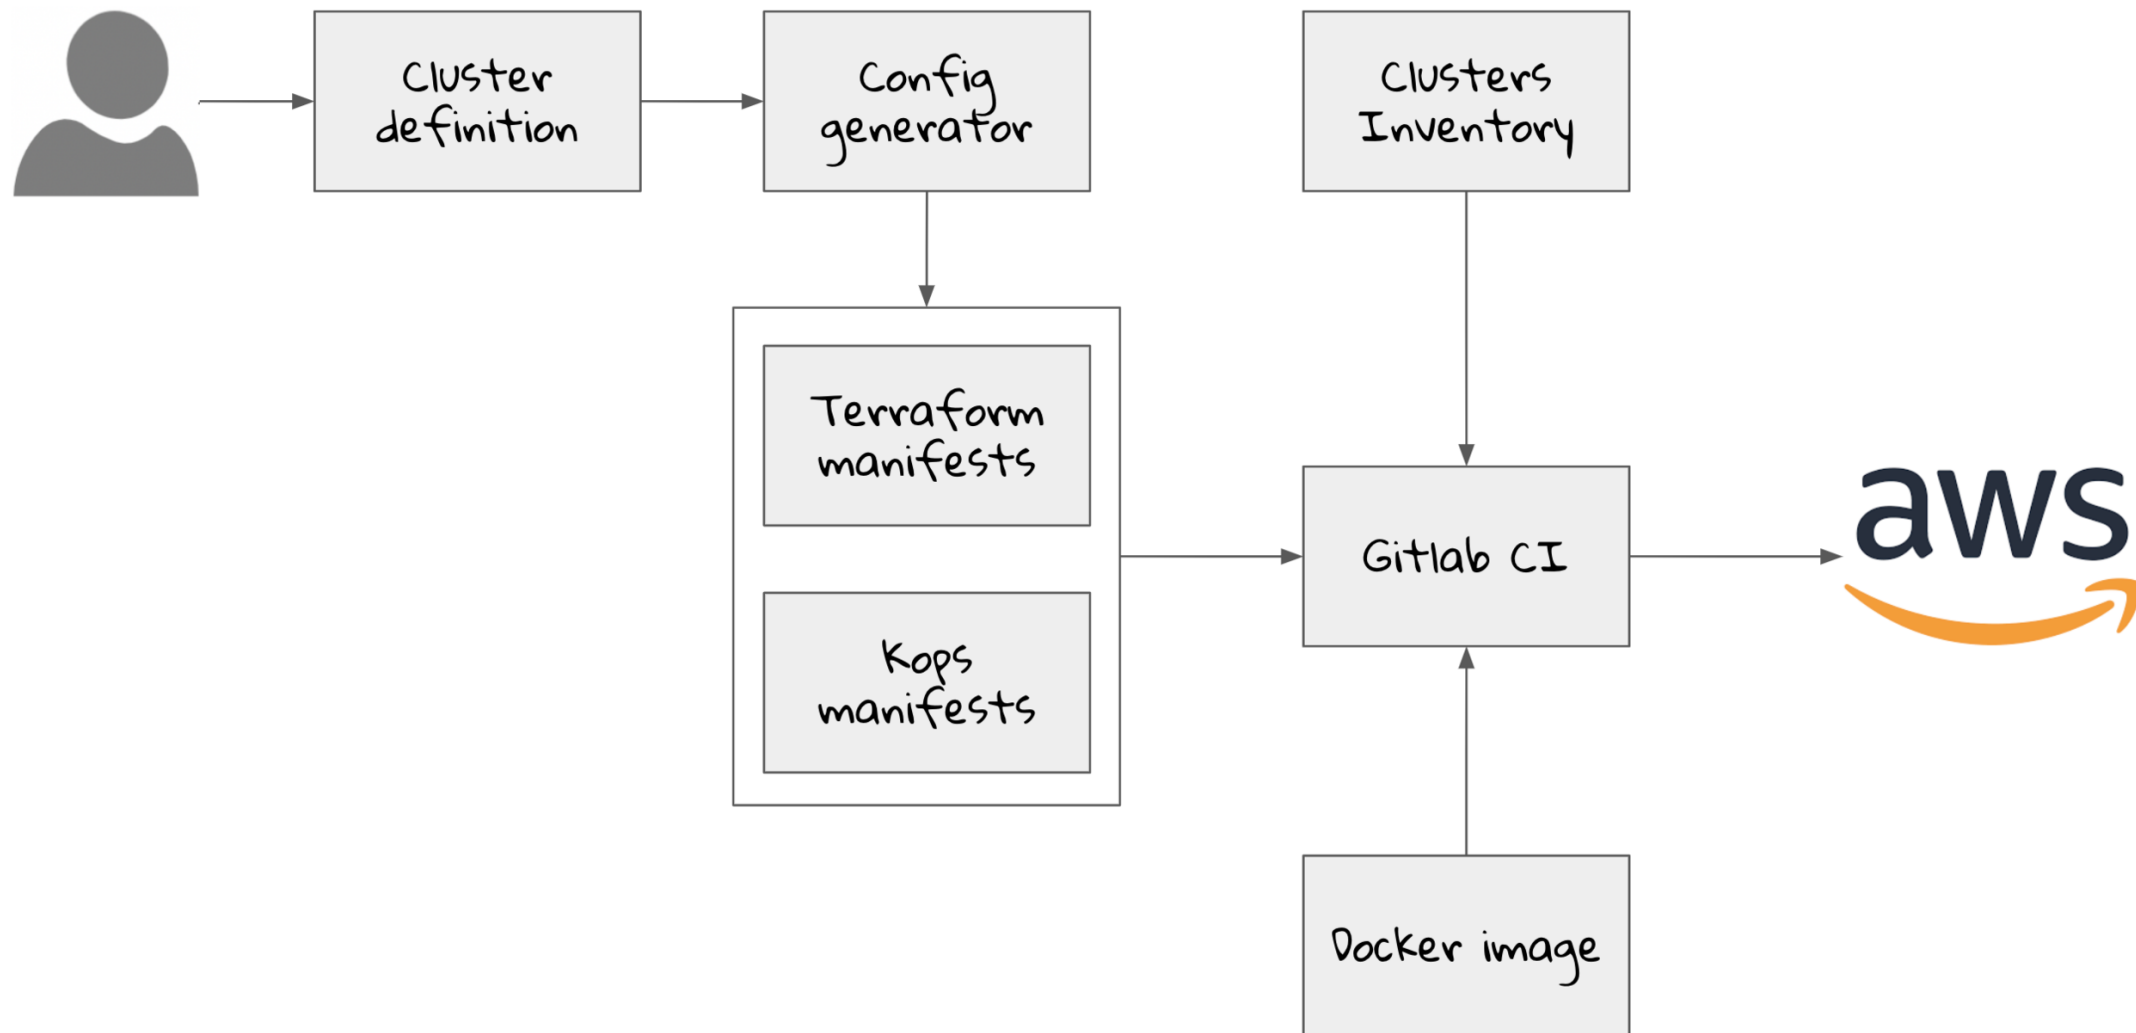 Cluster
definition
Config
generator
Clusters
Inventory
Terraform
manifests
Gitlab CI
aws
Kops
manifests
Docker image